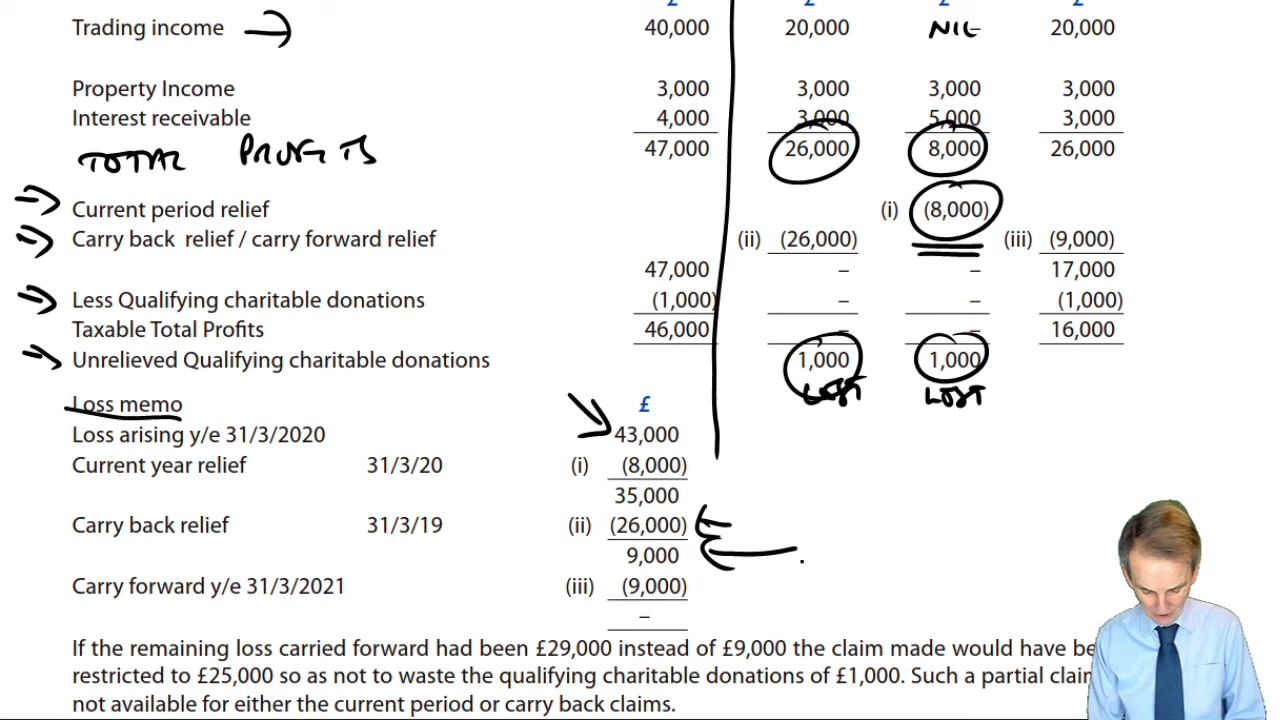 £ £ £ £
Trading income 40,000 20,000 NIL 20,000
Property Income 3,000 3,000 3,000 3,000
Interest receivable 4,000 3,000 5,000 3,000
TOTAL PROFITS 47,000 26,000 8,000 26,000
Current period relief (i) (8,000)
Carry back relief / carry forward relief (ii) (26,000) (iii) (9,000)
47,000 – – 17,000
Less Qualifying charitable donations (1,000) – – (1,000)
Taxable Total Profits 46,000 – – 16,000
Unrelieved Qualifying charitable donations 1,000 1,000
LOST LOST
Loss memo £
Loss arising y/e 31/3/2020 43,000
Current year relief 31/3/20 (i) (8,000)
35,000
Carry back relief 31/3/19 (ii) (26,000)
9,000
Carry forward y/e 31/3/2021 (iii) (9,000)
–
If the remaining loss carried forward had been £29,000 instead of £9,000 the claim made would have be
restricted to £25,000 so as not to waste the qualifying charitable donations of £1,000. Such a partial claim
not available for either the current period or carry back claims.